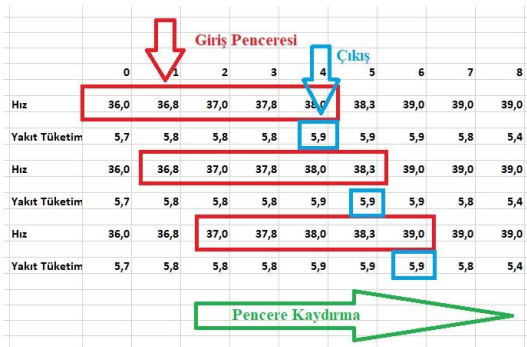 Giriş Penceresi
Çıkış
0 1 2 3 4 5 6 7 8
Hız 36,0 36,8 37,0 37,8 38,0 38,3 39,0 39,0 39,0
Yakıt Tüketim 5,7 5,8 5,8 5,8 5,9 5,9 5,9 5,8 5,4
Hız 36,0 36,8 37,0 37,8 38,0 38,3 39,0 39,0 39,0
Yakıt Tüketim 5,7 5,8 5,8 5,8 5,9 5,9 5,9 5,8 5,4
Hız 36,0 36,8 37,0 37,8 38,0 38,3 39,0 39,0 39,0
Yakıt Tüketim 5,7 5,8 5,8 5,8 5,9 5,9 5,9 5,8 5,4
Pencere Kaydırma